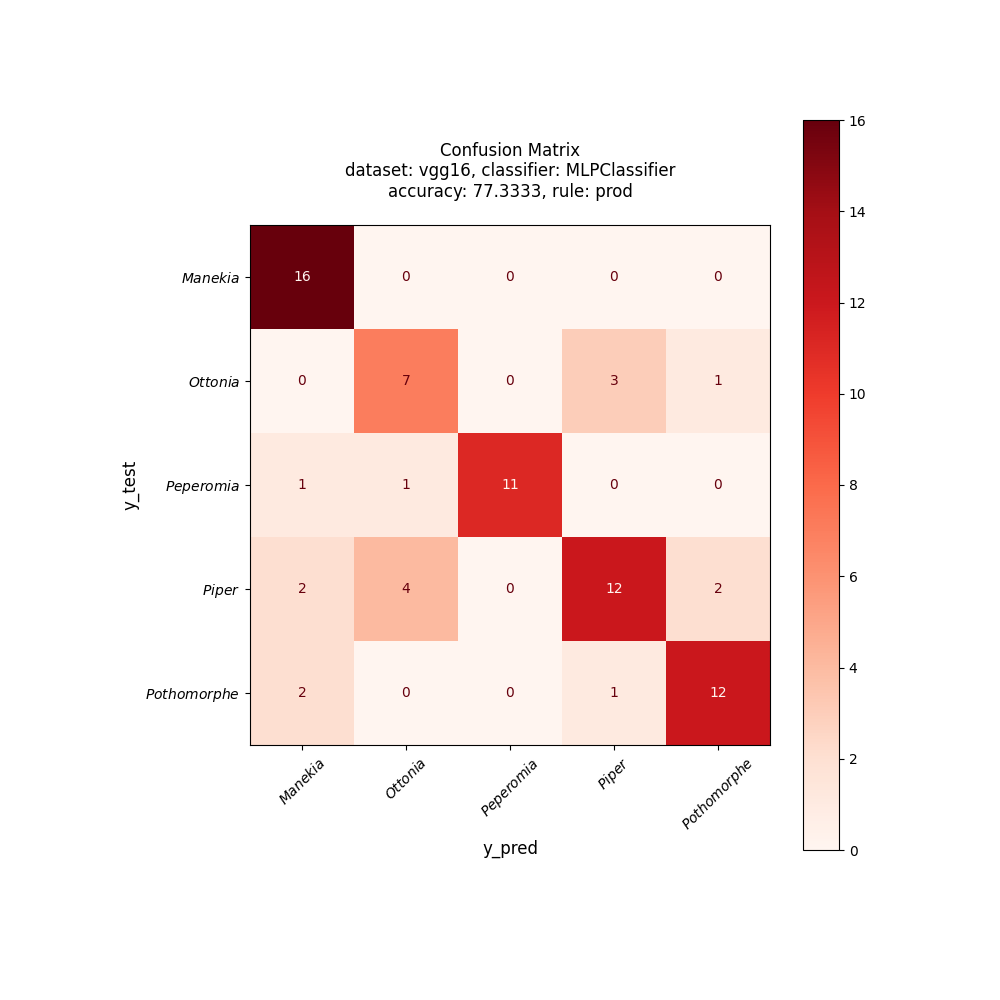 Confusion Matrix
dataset: vgg16, classifier: MLPClassifier
accuracy: 77.3333, rule: prod
16
14
12
10
8
6
4
2
0
y_test
Manekia 16 0 0 0 0
Ottonia 0 7 0 3 1
Peperomia 1 1 11 0 0
Piper 2 4 0 12 2
Pothomorphe 2 0 0 1 12
Manekia Ottonia Peperomia Piper Pothomorphe
y_pred